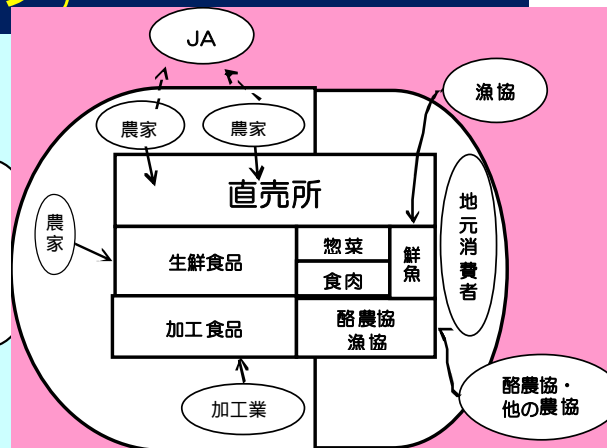 JA
漁協
農家
農家
直売所
地元消費者
農家
生鮮食品
惣菜
食肉
鮮魚
加工食品
酪農協
漁協
加工業
酪農協・
他の農協